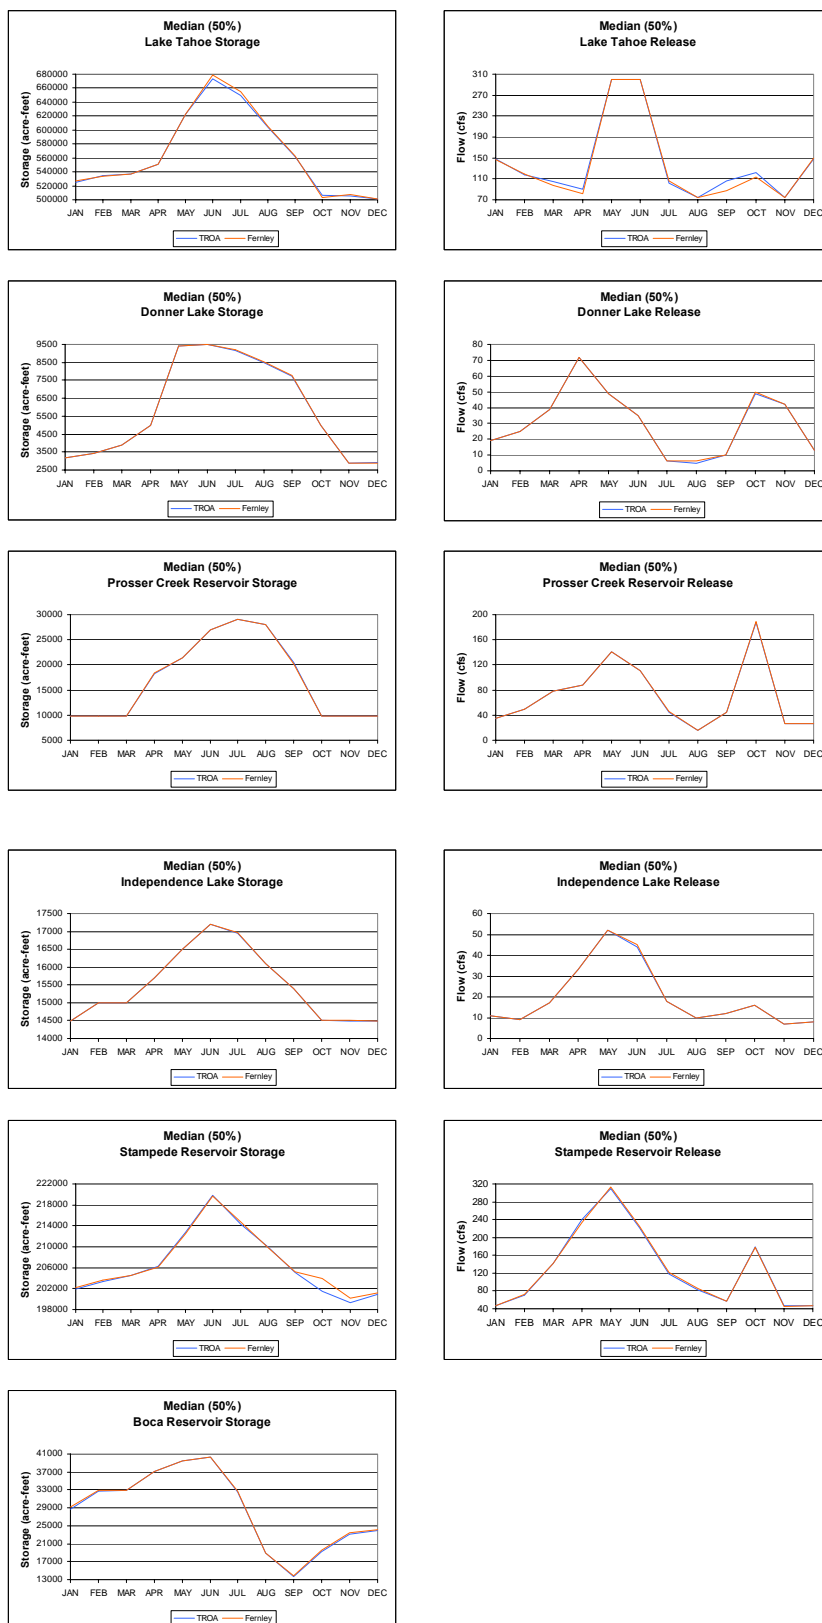 Median (50%)
Lake Tahoe Storage
Storage (acre-feet)
680000
660000
640000
620000
600000
580000
560000
540000
520000
500000
JAN FEB MAR APR MAY JUN JUL AUG SEP OCT NOV DEC
TROA Fernley
Median (50%)
Lake Tahoe Release
Flow (cfs)
310
270
230
190
150
110
70
JAN FEB MAR APR MAY JUN JUL AUG SEP OCT NOV DEC
TROA Fernley
Median (50%)
Donner Lake Storage
Storage (acre-feet)
9500
8500
7500
6500
5500
4500
3500
2500
JAN FEB MAR APR MAY JUN JUL AUG SEP OCT NOV DEC
TROA Fernley
Median (50%)
Donner Lake Release
Flow (cfs)
80
70
60
50
40
30
20
10
0
JAN FEB MAR APR MAY JUN JUL AUG SEP OCT NOV DEC
TROA Fernley
Median (50%)
Prosser Creek Reservoir Storage
Storage (acre-feet)
30000
25000
20000
15000
10000
5000
JAN FEB MAR APR MAY JUN JUL AUG SEP OCT NOV DEC
TROA Fernley
Median (50%)
Prosser Creek Reservoir Release
Flow (cfs)
200
160
120
80
40
0
JAN FEB MAR APR MAY JUN JUL AUG SEP OCT NOV DEC
TROA Fernley
Median (50%)
Independence Lake Storage
Storage (acre-feet)
17500
17000
16500
16000
15500
15000
14500
14000
JAN FEB MAR APR MAY JUN JUL AUG SEP OCT NOV DEC
TROA Fernley
Median (50%)
Independence Lake Release
Flow (cfs)
60
50
40
30
20
10
0
JAN FEB MAR APR MAY JUN JUL AUG SEP OCT NOV DEC
TROA Fernley
Median (50%)
Stampede Reservoir Storage
Storage (acre-feet)
222000
218000
214000
210000
206000
202000
198000
JAN FEB MAR APR MAY JUN JUL AUG SEP OCT NOV DEC
TROA Fernley
Median (50%)
Stampede Reservoir Release
Flow (cfs)
320
280
240
200
160
120
80
40
JAN FEB MAR APR MAY JUN JUL AUG SEP OCT NOV DEC
TROA Fernley
Median (50%)
Boca Reservoir Storage
Storage (acre-feet)
41000
37000
33000
29000
25000
21000
17000
13000
JAN FEB MAR APR MAY JUN JUL AUG SEP OCT NOV DEC
TROA Fernley